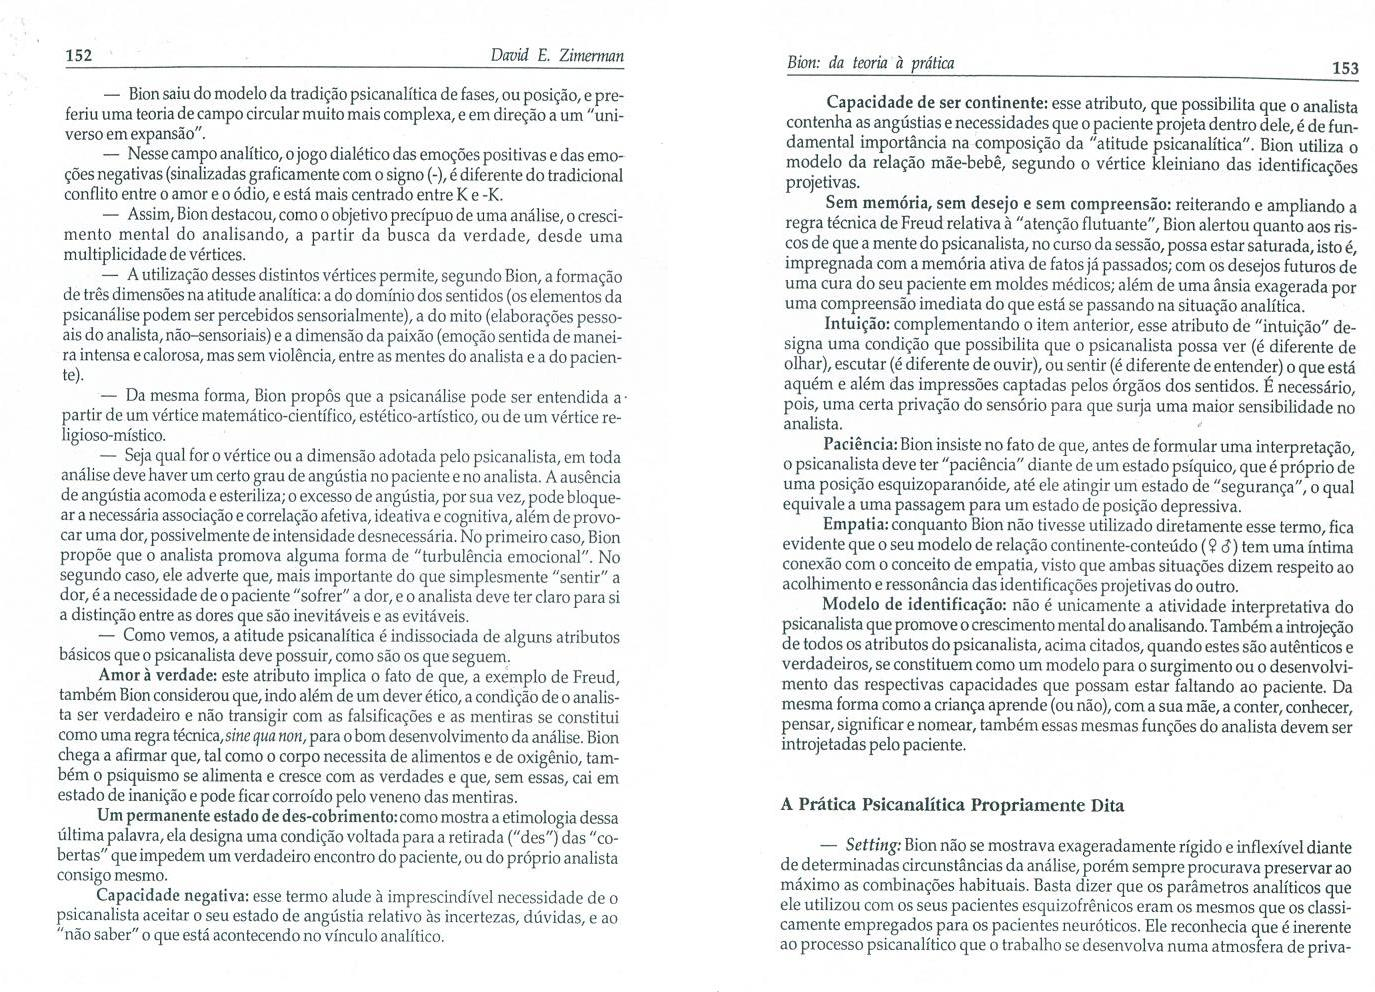 152
David E. Zimerman
— Bion saiu do modelo da tradição psicanalítica de fases, ou posição, e pre-
feriu uma teoria de campo circular muito mais complexa, e em direção a um "uni-
verso em expansão".
— Nesse campo analítico, o jogo dialético das emoções positivas e das emo-
ções negativas (sinalizadas graficamente com o signo (-), é diferente do tradicional
conflito entre o amor e o ódio, e está mais centrado entre K e -K.
— Assim, Bion destacou, como o objetivo precípuo de uma análise, o cresci-
mento mental do analisando, a partir da busca da verdade, desde uma
multiplicidade de vértices.
— A utilização desses distintos vértices permite, segundo Bion, a formação
de três dimensões na atitude analítica: a do domínio dos sentidos (os elementos da
psicanálise podem ser percebidos sensorialmente), a do mito (elaborações pesso-
ais do analista, não–sensoriais) e a dimensão da paixão (emoção sentida de manei-
ra intensa e calorosa, mas sem violência, entre as mentes do analista e a do pacien-
te).
— Da mesma forma, Bion propôs que a psicanálise pode ser entendida a
partir de um vértice matemático-científico, estético-artístico, ou de um vértice re-
ligioso-místico.
— Seja qual for o vértice ou a dimensão adotada pelo psicanalista, em toda
análise deve haver um certo grau de angústia no paciente e no analista. A ausência
de angústia acomoda e esteriliza; o excesso de angústia, por sua vez, pode bloque-
ar a necessária associação e correlação afetiva, ideativa e cognitiva, além de provo-
car uma dor, possivelmente de intensidade desnecessária. No primeiro caso, Bion
propõe que o analista promova alguma forma de "turbulência emocional". No
segundo caso, ele adverte que, mais importante do que simplesmente "sentir" a
dor, é a necessidade de o paciente "sofrer" a dor, e o analista deve ter claro para si
a distinção entre as dores que são inevitáveis e as evitáveis.
— Como vemos, a atitude psicanalítica é indissociada de alguns atributos
básicos que o psicanalista deve possuir, como são os que seguem.
Amor à verdade: este atributo implica o fato de que, a exemplo de Freud,
também Bion considerou que, indo além de um dever ético, a condição de o analis-
ta ser verdadeiro e não transigir com as falsificações e as mentiras se constitui
como uma regra técnica, sine qua non, para o bom desenvolvimento da análise. Bion
chega a afirmar que, tal como o corpo necessita de alimentos e de oxigênio, tam-
bém o psiquismo se alimenta e cresce com as verdades e que, sem essas, cai em
estado de inanição e pode ficar corroído pelo veneno das mentiras.
Um permanente estado de des-cobrimento: como mostra a etimologia dessa
última palavra, ela designa uma condição voltada para a retirada ("des") das "co-
bertas" que impedem um verdadeiro encontro do paciente, ou do próprio analista
consigo mesmo.
Capacidade negativa: esse termo alude à imprescindível necessidade de o
psicanalista aceitar o seu estado de angústia relativo às incertezas, dúvidas, e ao
"não saber" o que está acontecendo no vínculo analítico.
Bion: da teoria à prática
153
Capacidade de ser continente: esse atributo, que possibilita que o analista
contenha as angústias e necessidades que o paciente projeta dentro dele, é de fun-
damental importância na composição da "atitude psicanalítica". Bion utiliza o
modelo da relação mãe-bebê, segundo o vértice kleiniano das identificações
projetivas.
Sem memória, sem desejo e sem compreensão: reiterando e ampliando a
regra técnica de Freud relativa à "atenção flutuante", Bion alertou quanto aos ris-
cos de que a mente do psicanalista, no curso da sessão, possa estar saturada, isto é,
impregnada com a memória ativa de fatos já passados; com os desejos futuros de
uma cura do seu paciente em moldes médicos; além de uma ânsia exagerada por
uma compreensão imediata do que está se passando na situação analítica.
Intuição: complementando o item anterior, esse atributo de "intuição" de-
signa uma condição que possibilita que o psicanalista possa ver (é diferente de
olhar), escutar (é diferente de ouvir), ou sentir (é diferente de entender) o que está
aquém e além das impressões captadas pelos órgãos dos sentidos. É necessário,
pois, uma certa privação do sensório para que surja uma maior sensibilidade no
analista.
Paciência: Bion insiste no fato de que, antes de formular uma interpretação,
o psicanalista deve ter "paciência" diante de um estado psíquico, que é próprio de
uma posição esquizoparanóide, até ele atingir um estado de "segurança", o qual
equivale a uma passagem para um estado de posição depressiva.
Empatia: conquanto Bion não tivesse utilizado diretamente esse termo, fica
evidente que o seu modelo de relação continente-conteúdo (♀ ♂) tem uma íntima
conexão com o conceito de empatia, visto que ambas situações dizem respeito ao
acolhimento e ressonância das identificações projetivas do outro.
Modelo de identificação: não é unicamente a atividade interpretativa do
psicanalista que promove o crescimento mental do analisando. Também a introjeção
de todos os atributos do psicanalista, acima citados, quando estes são autênticos e
verdadeiros, se constituem como um modelo para o surgimento ou o desenvolvi-
mento das respectivas capacidades que possam estar faltando ao paciente. Da
mesma forma como a criança aprende (ou não), com a sua mãe, a conter, conhecer,
pensar, significar e nomear, também essas mesmas funções do analista devem ser
introjetadas pelo paciente.
A Prática Psicanalítica Propriamente Dita
— Setting: Bion não se mostrava exageradamente rígido e inflexível diante
de determinadas circunstâncias da análise, porém sempre procurava preservar ao
máximo as combinações habituais. Basta dizer que os parâmetros analíticos que
ele utilizou com os seus pacientes esquizofrênicos eram os mesmos que os classi-
camente empregados para os pacientes neuróticos. Ele reconhecia que é inerente
ao processo psicanalítico que o trabalho se desenvolva numa atmosfera de priva-